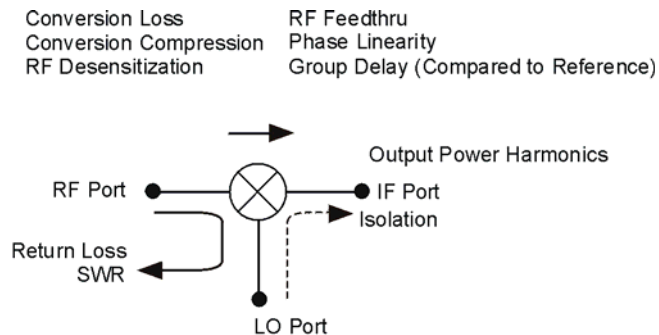 Conversion Loss
Conversion Compression
RF Desensitization
RF Feedthru
Phase Linearity
Group Delay (Compared to Reference)
Output Power Harmonics
RF Port
IF Port
Isolation
Return Loss
SWR
LO Port